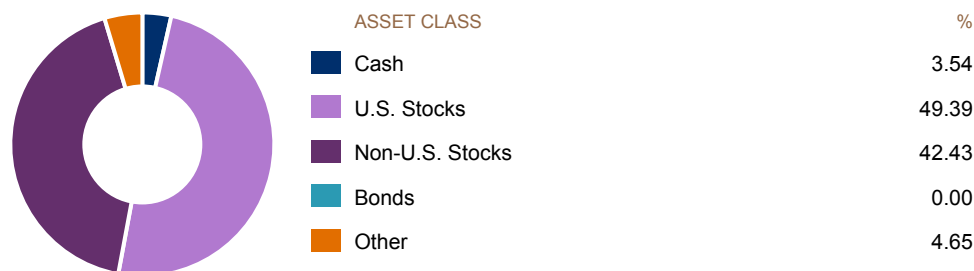 ASSET CLASS %
Cash 3.54
U.S. Stocks 49.39
Non-U.S. Stocks 42.43
Bonds 0.00
Other 4.65